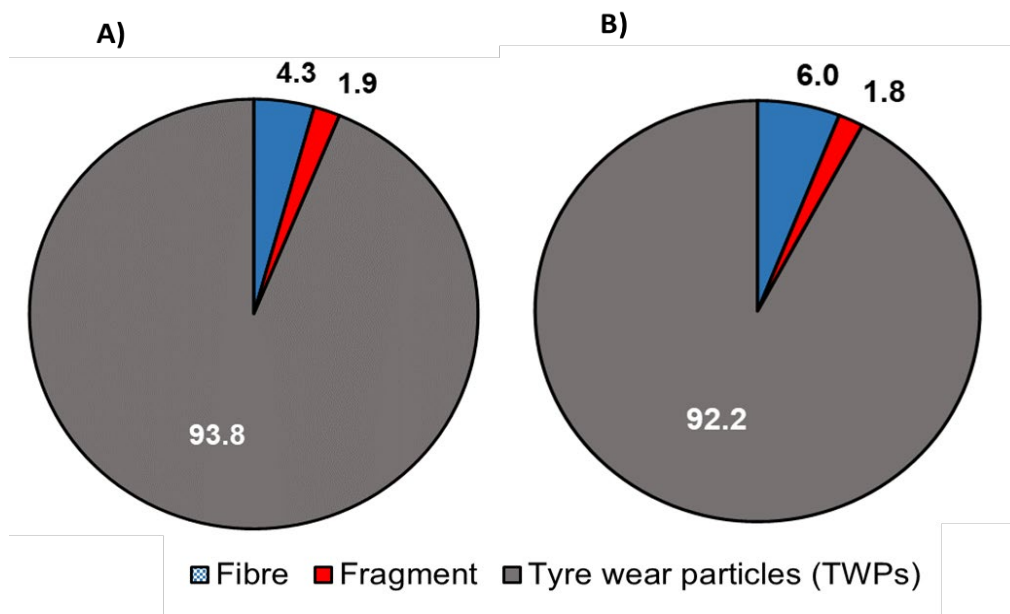 A)
B)
4.3
1.9
6.0
1.8
93.8
92.2
Fibre
Fragment
Tyre wear particles (TWPs)